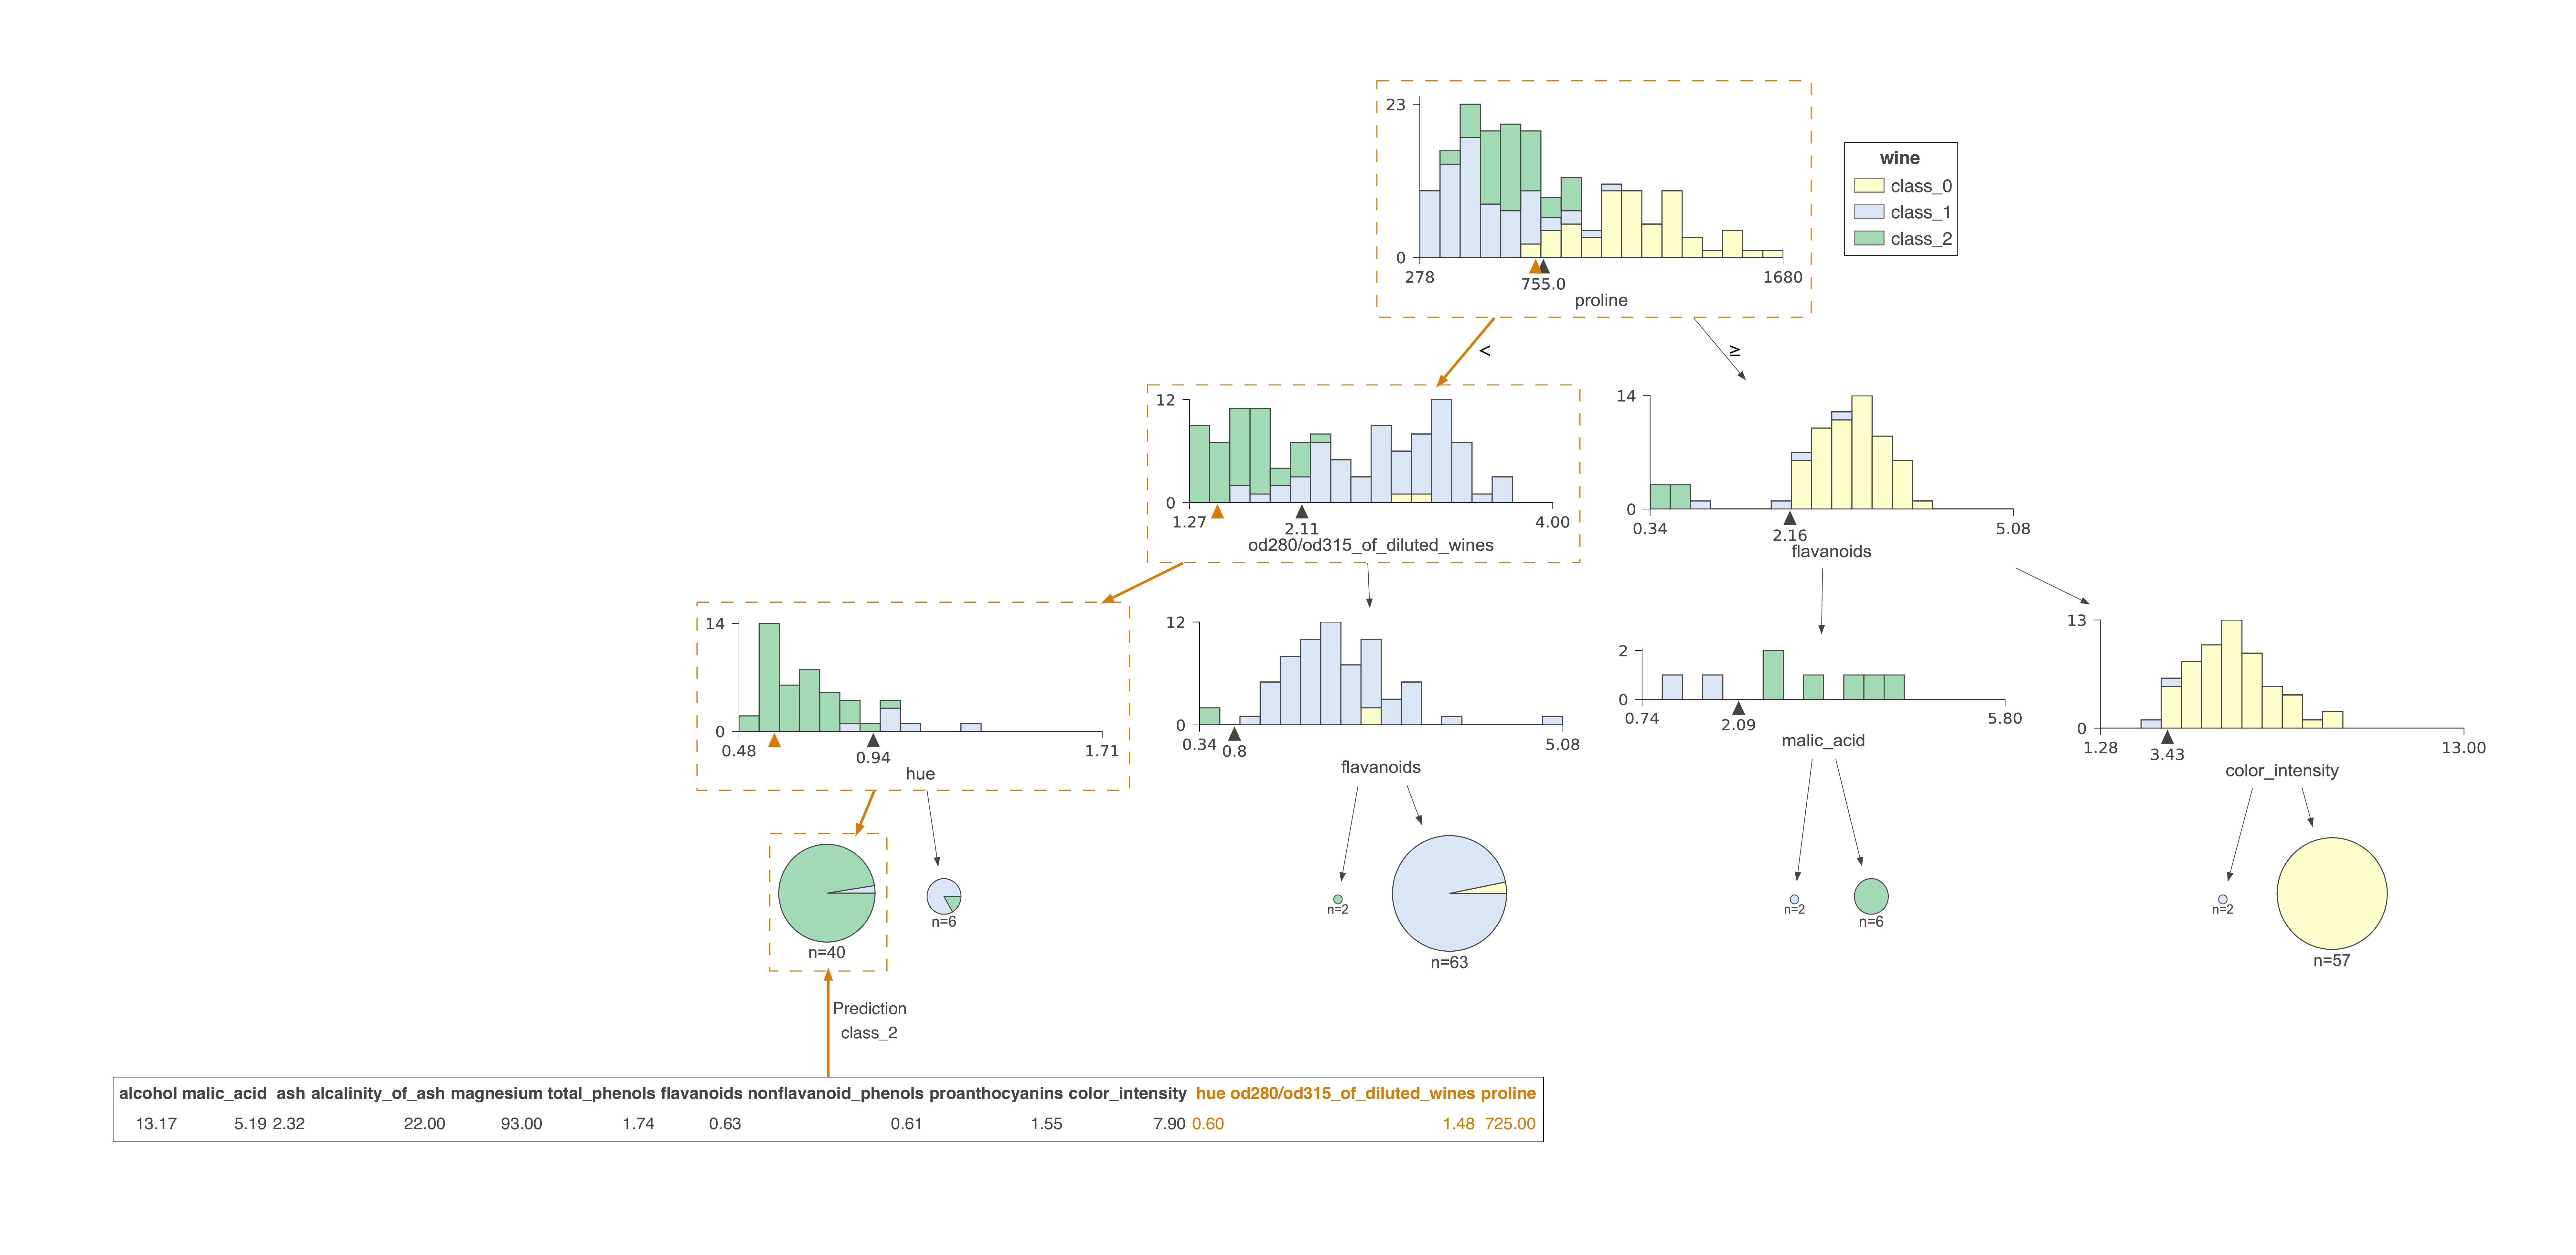 23
0
278
755.0
1680
proline
wine
class_0
class_1
class_2
<
≥
12
0
1.27
2.11
4.00
od280/od315_of_diluted_wines
14
0
0.34
2.16
5.08
flavanoids
14
0
0.48
0.94
1.71
hue
12
0
0.34
0.8
5.08
flavanoids
2
0
0.74
2.09
5.80
malic_acid
13
0
1.28
3.43
13.00
color_intensity
n=40
n=6
n=2
n=63
n=2
n=6
n=2
n=57
Prediction
class_2
alcohol malic_acid ash alcalinity_of_ash magnesium total_phenols flavanoids nonflavanoid_phenols proanthocyanins color_intensity hue od280/od315_of_diluted_wines proline
13.17 5.19 2.32 22.00 93.00 1.74 0.63 0.61 1.55 7.90 0.60 1.48 725.00